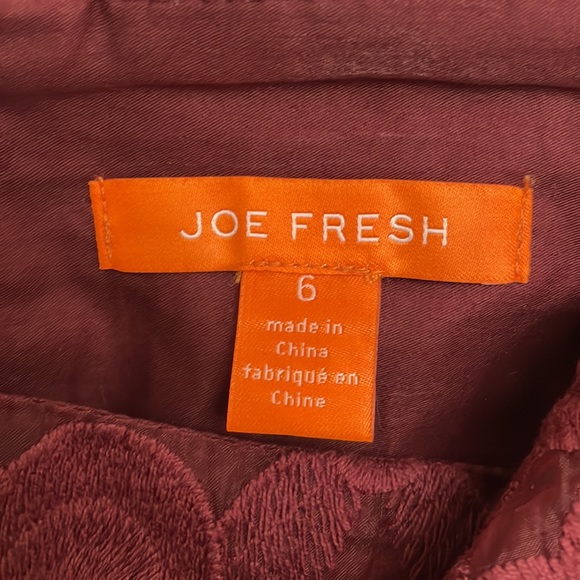 JOE FRESH
6
made in
China
fabriqué en
Chine